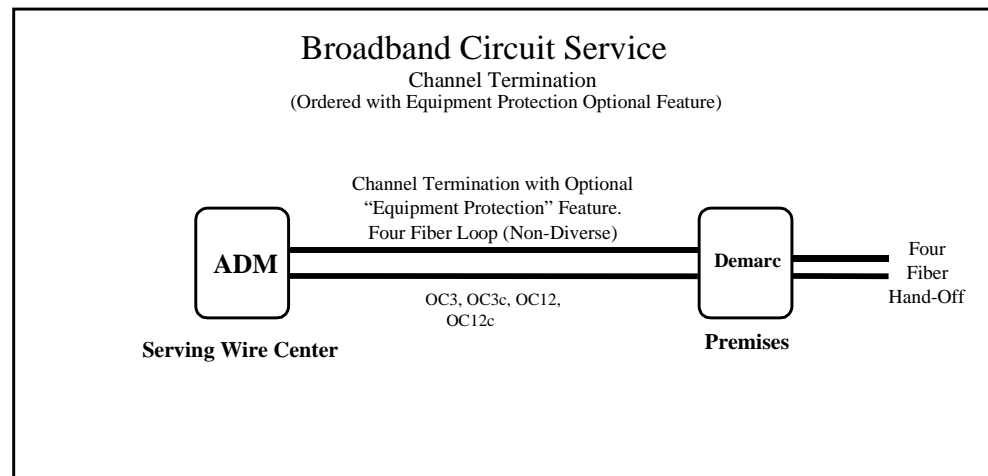 Broadband Circuit Service
Channel Termination
(Ordered with Equipment Protection Optional Feature)
Channel Termination with Optional
“Equipment Protection” Feature.
Four Fiber Loop (Non-Diverse)
ADM
Demarc
Four
Fiber
Hand-Off
OC3, OC3c, OC12,
OC12c
Serving Wire Center
Premises